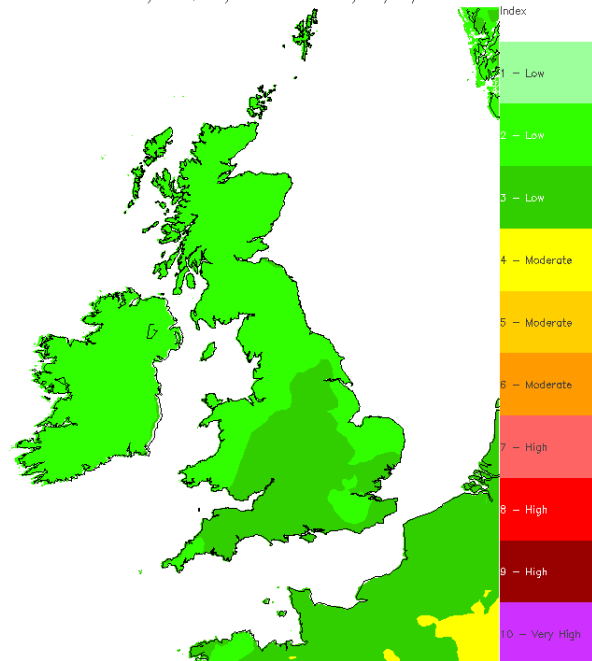 Index
1 – Low
2 – Low
3 – Low
4 – Moderate
5 – Moderate
6 – Moderate
7 – High
8 – High
9 – High
10 – Very High